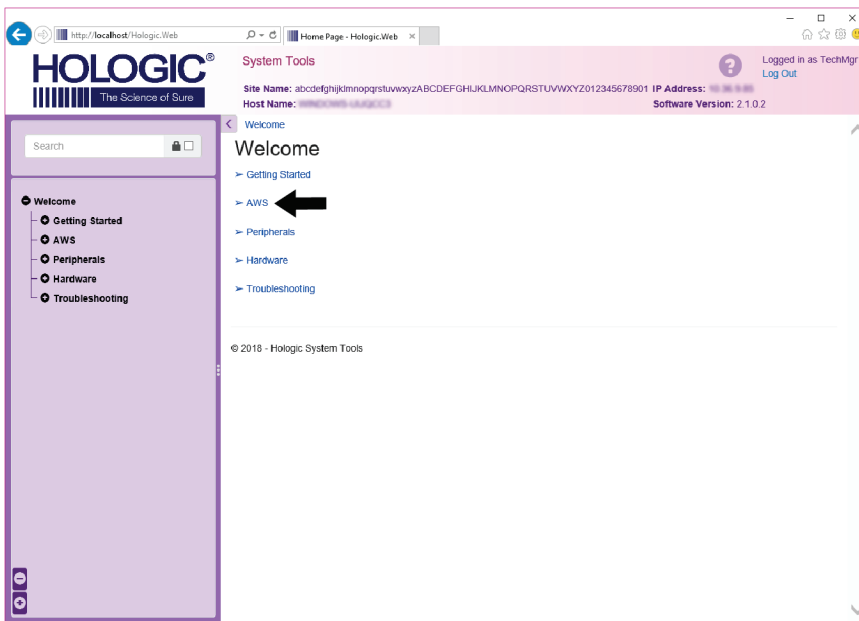 http://localhost/Hologic.Web
Home Page - Hologic.Web
HOLOGIC®
The Science of Sure
System Tools
Logged in as TechMgr
Log Out
Site Name: abcdefghijklmnopqrstuvwxyzABCDEFGHIJKLMNOPQRSTUVWXYZ012345678901 IP Address:
Host Name: Software Version: 2.1.0.2
Search
Welcome
Getting Started
AWS
Peripherals
Hardware
Troubleshooting
Welcome
Welcome
➢ Getting Started
➢ AWS
➢ Peripherals
➢ Hardware
➢ Troubleshooting
© 2018 - Hologic System Tools